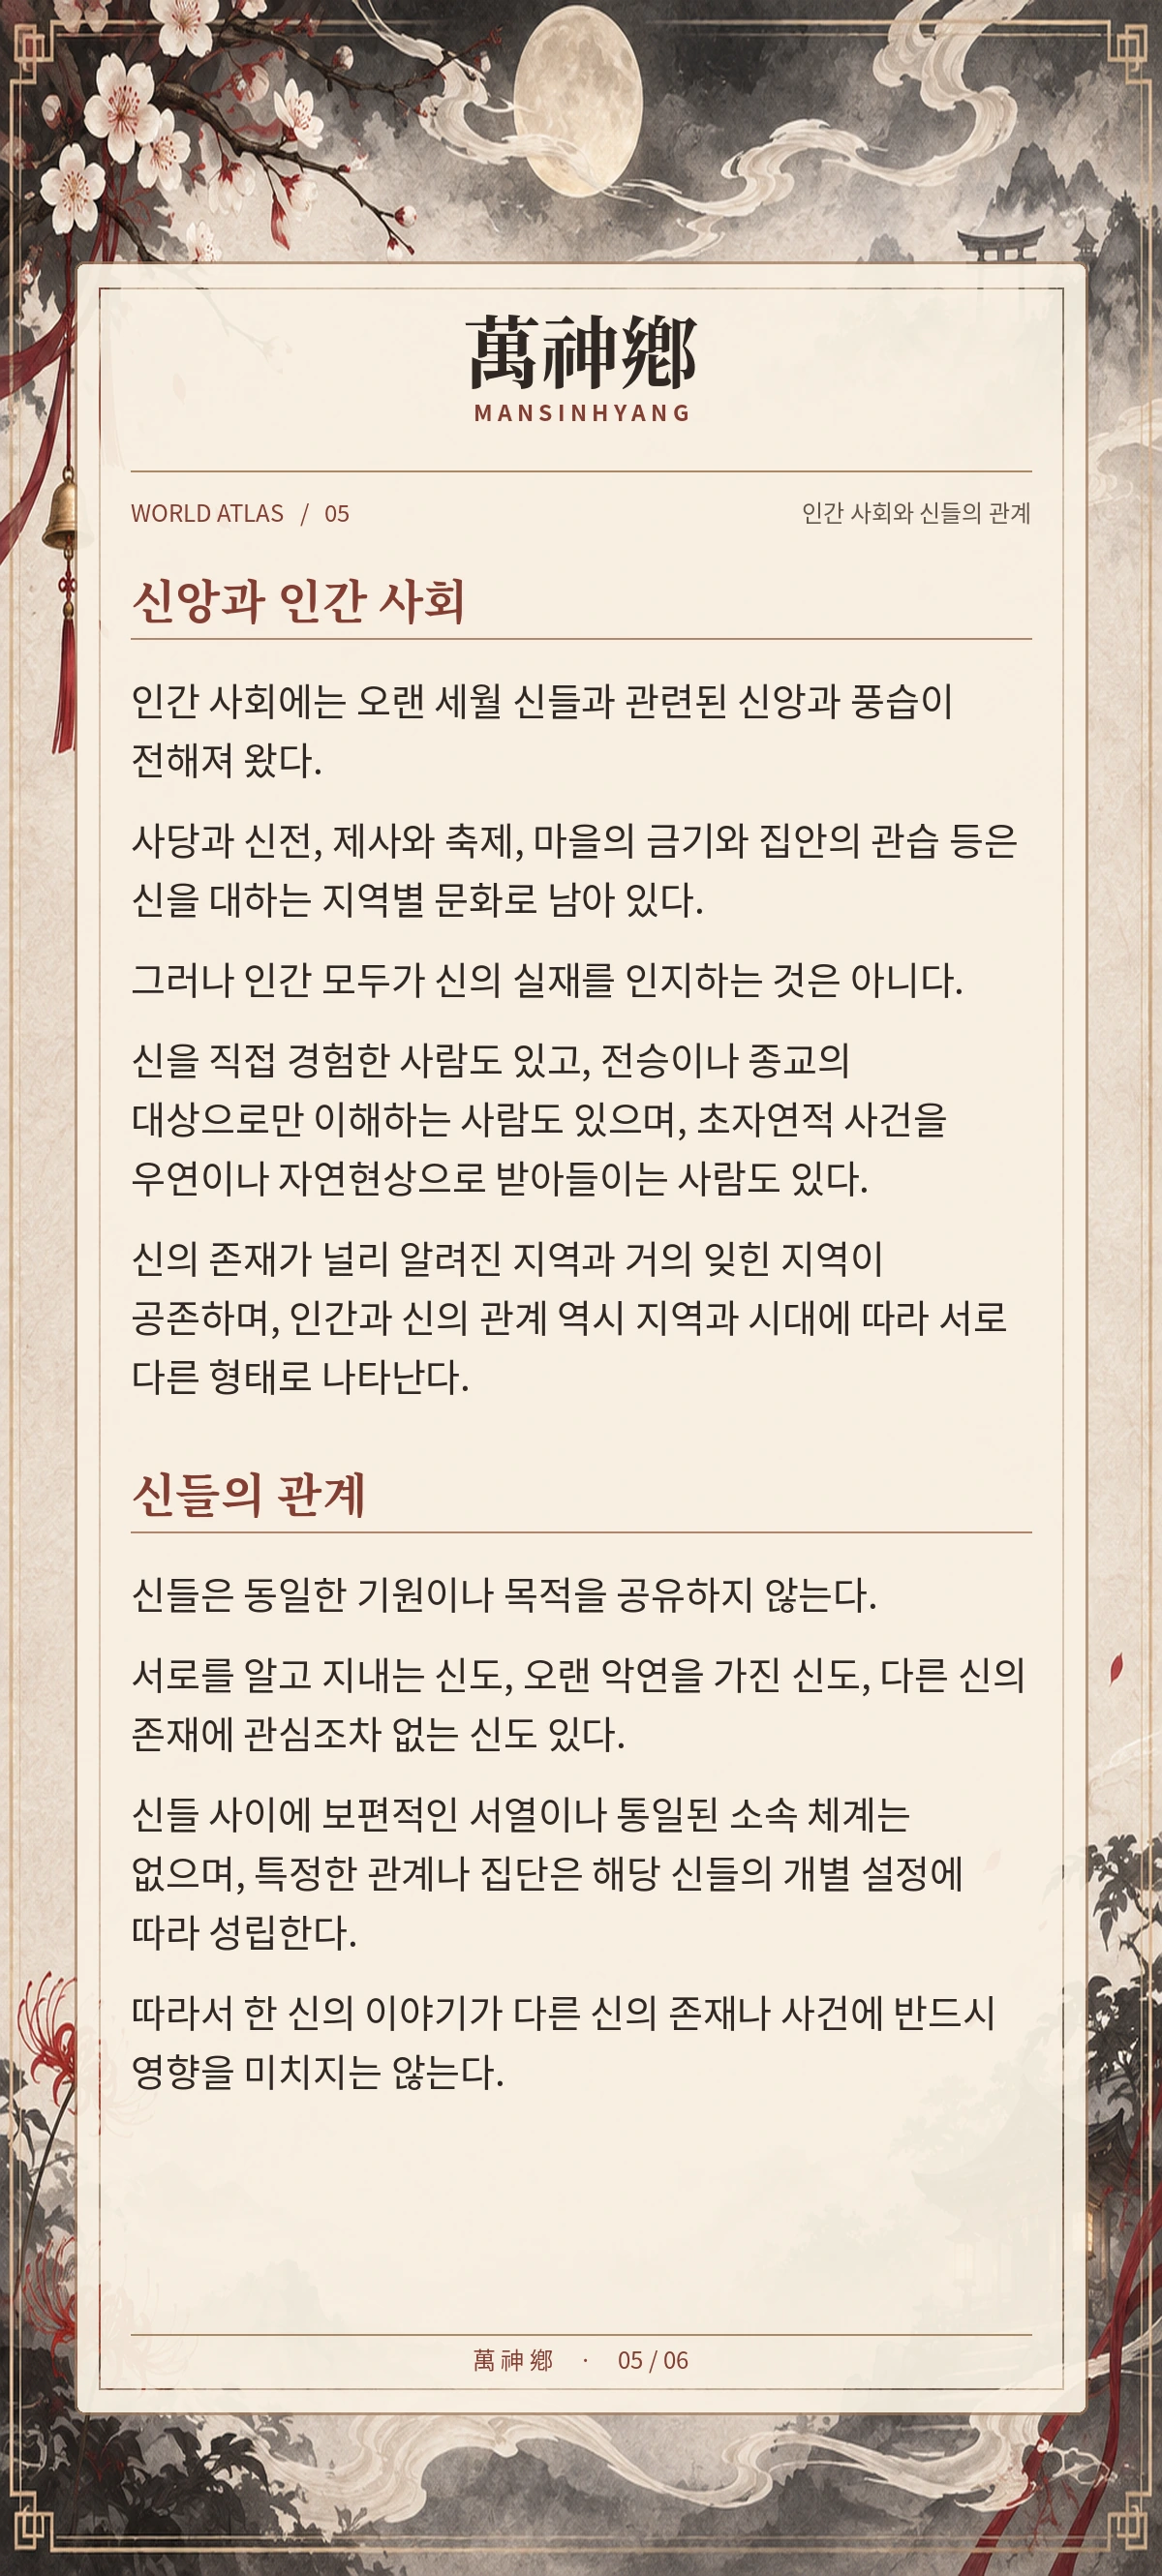 萬神鄕
MANSINHYANG
WORLD ATLAS / 05
인간 사회와 신들의 관계
신앙과 인간 사회
인간 사회에는 오랜 세월 신들과 관련된 신앙과 풍습이
전해져 왔다.
사당과 신전, 제사와 축제, 마을의 금기와 집안의 관습 등은
신을 대하는 지역별 문화로 남아 있다.
그러나 인간 모두가 신의 실재를 인지하는 것은 아니다.
신을 직접 경험한 사람도 있고, 전승이나 종교의
대상으로만 이해하는 사람도 있으며, 초자연적 사건을
우연이나 자연현상으로 받아들이는 사람도 있다.
신의 존재가 널리 알려진 지역과 거의 잊힌 지역이
공존하며, 인간과 신의 관계 역시 지역과 시대에 따라 서로
다른 형태로 나타난다.
신들의 관계
신들은 동일한 기원이나 목적을 공유하지 않는다.
서로를 알고 지내는 신도, 오랜 악연을 가진 신도, 다른 신의
존재에 관심조차 없는 신도 있다.
신들 사이에 보편적인 서열이나 통일된 소속 체계는
없으며, 특정한 관계나 집단은 해당 신들의 개별 설정에
따라 성립한다.
따라서 한 신의 이야기가 다른 신의 존재나 사건에 반드시
영향을 미치지는 않는다.
萬神鄕 · 05 / 06